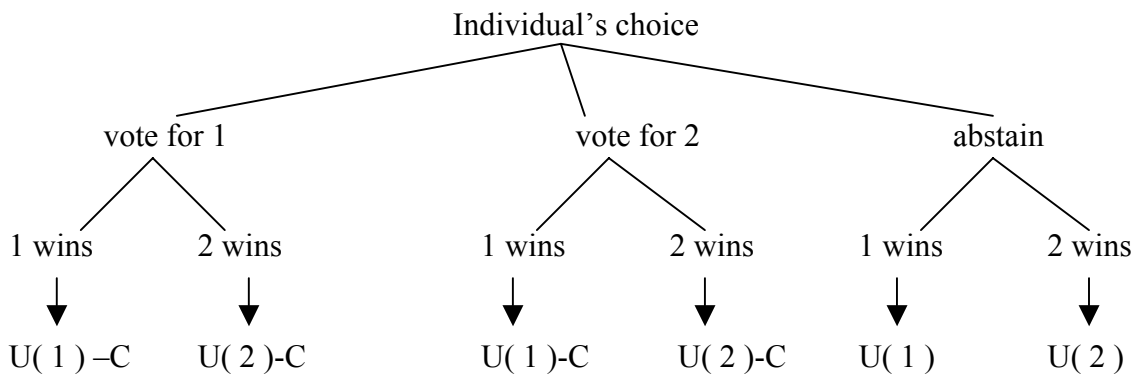 Individual’s choice
vote for 1 vote for 2 abstain
1 wins 2 wins 1 wins 2 wins 1 wins 2 wins
U( 1 ) –C U( 2 )-C U( 1 )-C U( 2 )-C U( 1 ) U( 2 )